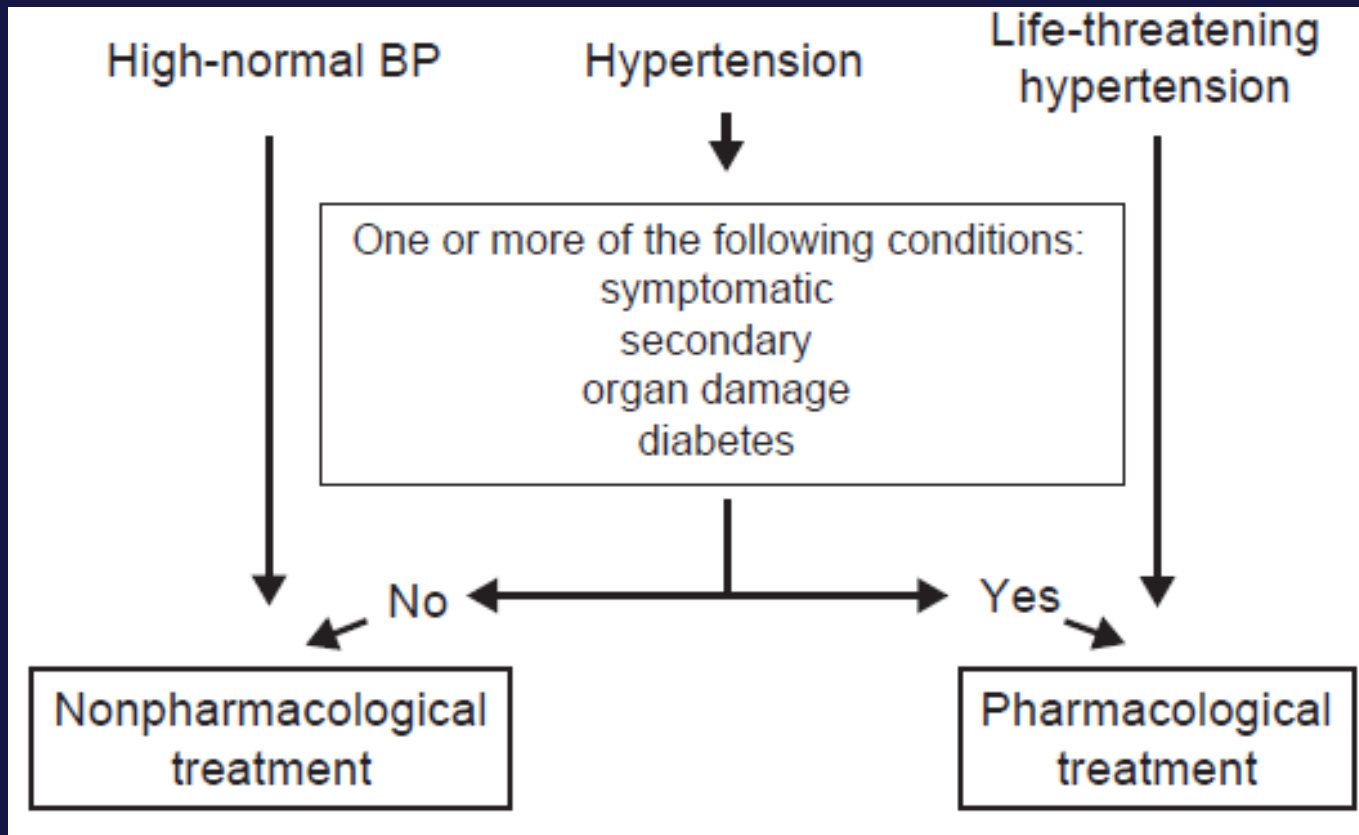 High-normal BP
Hypertension
Life-threatening
hypertension
One or more of the following conditions:
symptomatic
secondary
organ damage
diabetes
No
Yes
Nonpharmacological
treatment
Pharmacological
treatment